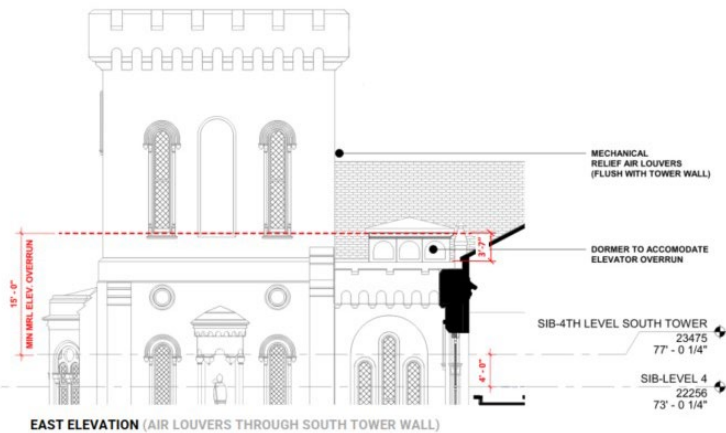 MECHANICAL
RELIEF AIR LOUVERS
(FLUSH WITH TOWER WALL)
15' - 0"
MIN MRL ELEV. OVERRUN
3'-7"
DORMER TO ACCOMODATE
ELEVATOR OVERRUN
SIB-4TH LEVEL SOUTH TOWER
23475
77' - 0 1/4"
4' - 0"
SIB-LEVEL 4
22256
73' - 0 1/4"
EAST ELEVATION (AIR LOUVERS THROUGH SOUTH TOWER WALL)